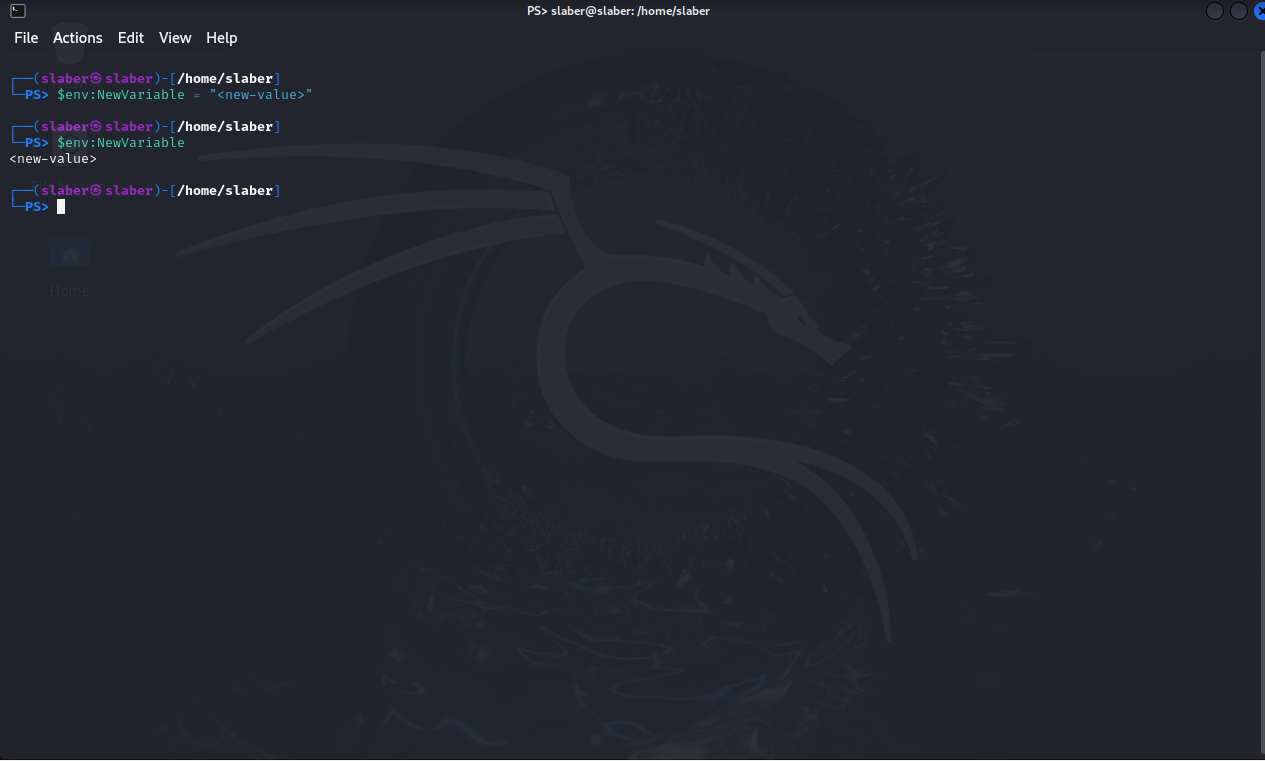 PS> slaber@slaber: /home/slaber
File Actions Edit View Help
┌──(slaber㉿slaber)-[/home/slaber]
└─PS> $env:NewVariable = "<new-value>"
┌──(slaber㉿slaber)-[/home/slaber]
└─PS> $env:NewVariable
<new-value>
┌──(slaber㉿slaber)-[/home/slaber]
└─PS>
Home